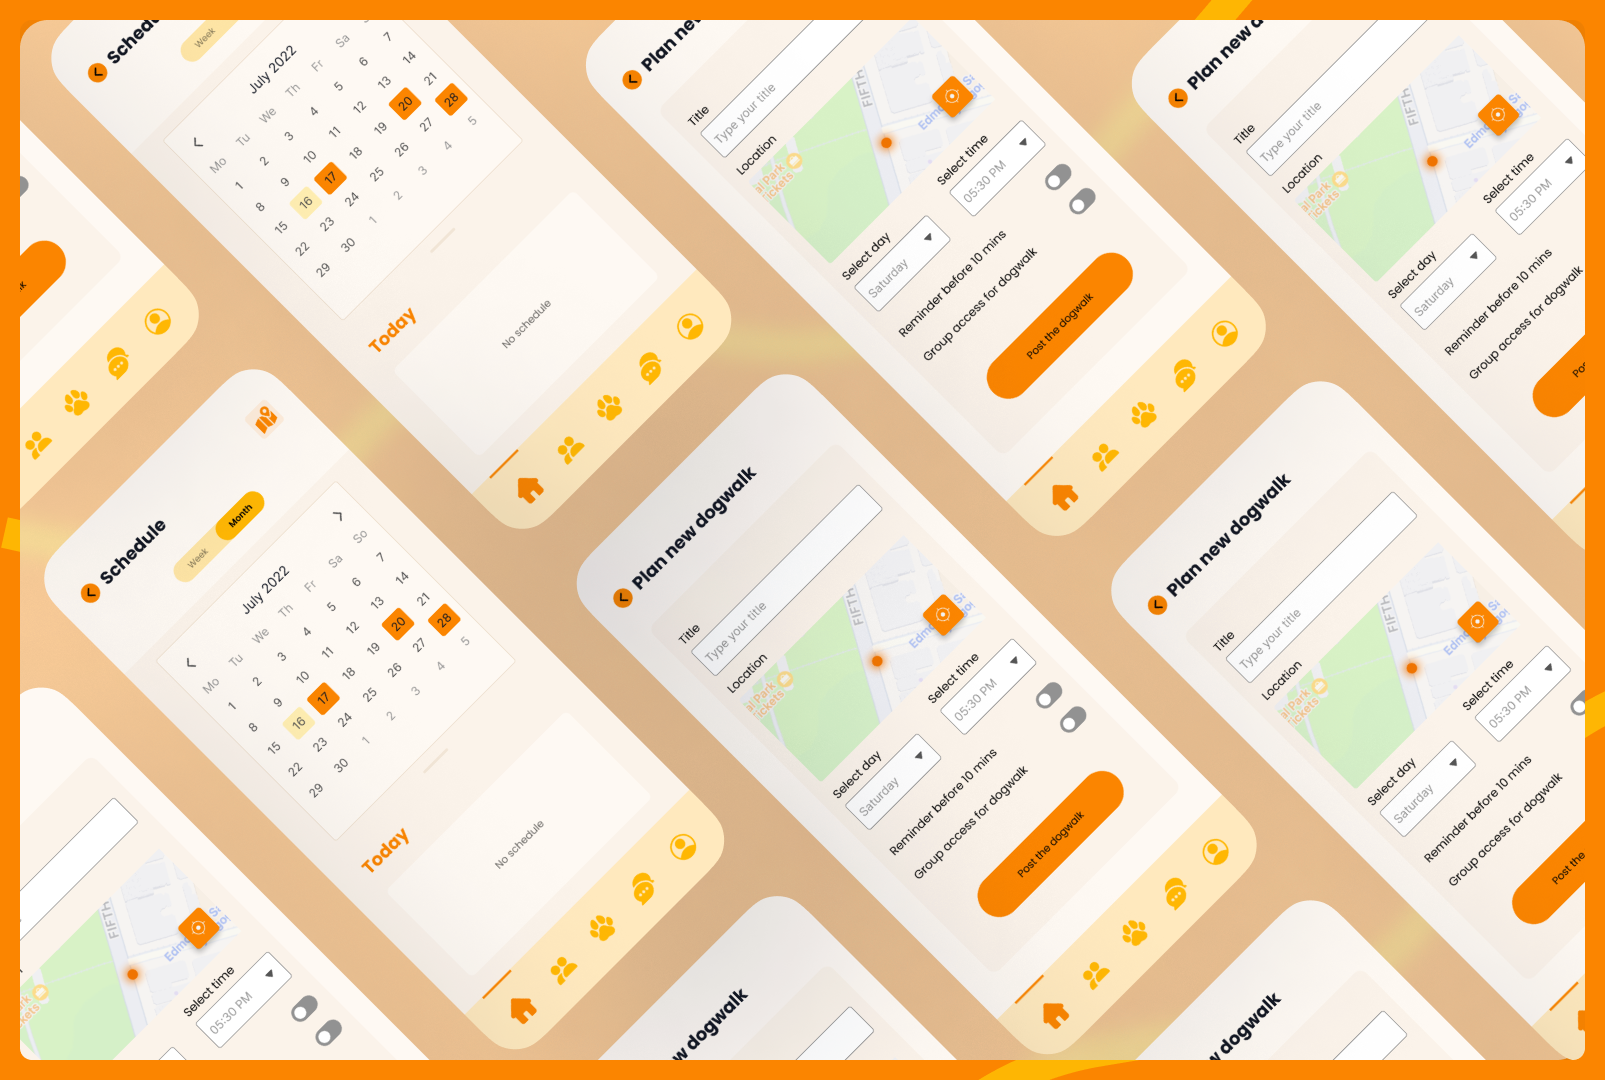 Schedule
Week
July 2022
Sa
Mo Tu We Th Fr
7
1 2 3 4 5 6
8 9 10 11 12 13 14
15 16 17 18 19 20 21
22 23 24 25 26 27 28
29 30 1 2 3 4 5
Today
No schedule
Title
Type your title
Location
FIFTH
Select time
05:30 PM
Select day
Saturday
Reminder before 10 mins
Group access for dogwalk
Post the dogwalk
Plan new d
Title
Type your title
Location
FIFTH
Select time
05:30 PM
Select day
Saturday
Reminder before 10 mins
Group access for dogwalk
Schedule
Week
Month
July 2022
Mo Tu We Th Fr Sa So
1 2 3 4 5 6 7
8 9 10 11 12 13 14
15 16 17 18 19 20 21
22 23 24 25 26 27 28
29 30 1 2 3 4 5
Today
No schedule
Plan new dogwalk
Title
Type your title
Location
FIFTH
Select time
05:30 PM
Select day
Saturday
Reminder before 10 mins
Group access for dogwalk
Post the dogwalk
Plan new dogwalk
Title
Type your title
Location
FIFTH
Select time
05:30 PM
Select day
Saturday
Reminder before 10 mins
Group access for dogwalk
Post the
FIFTH
Select time
05:30 PM
dogwalk
dogwalk